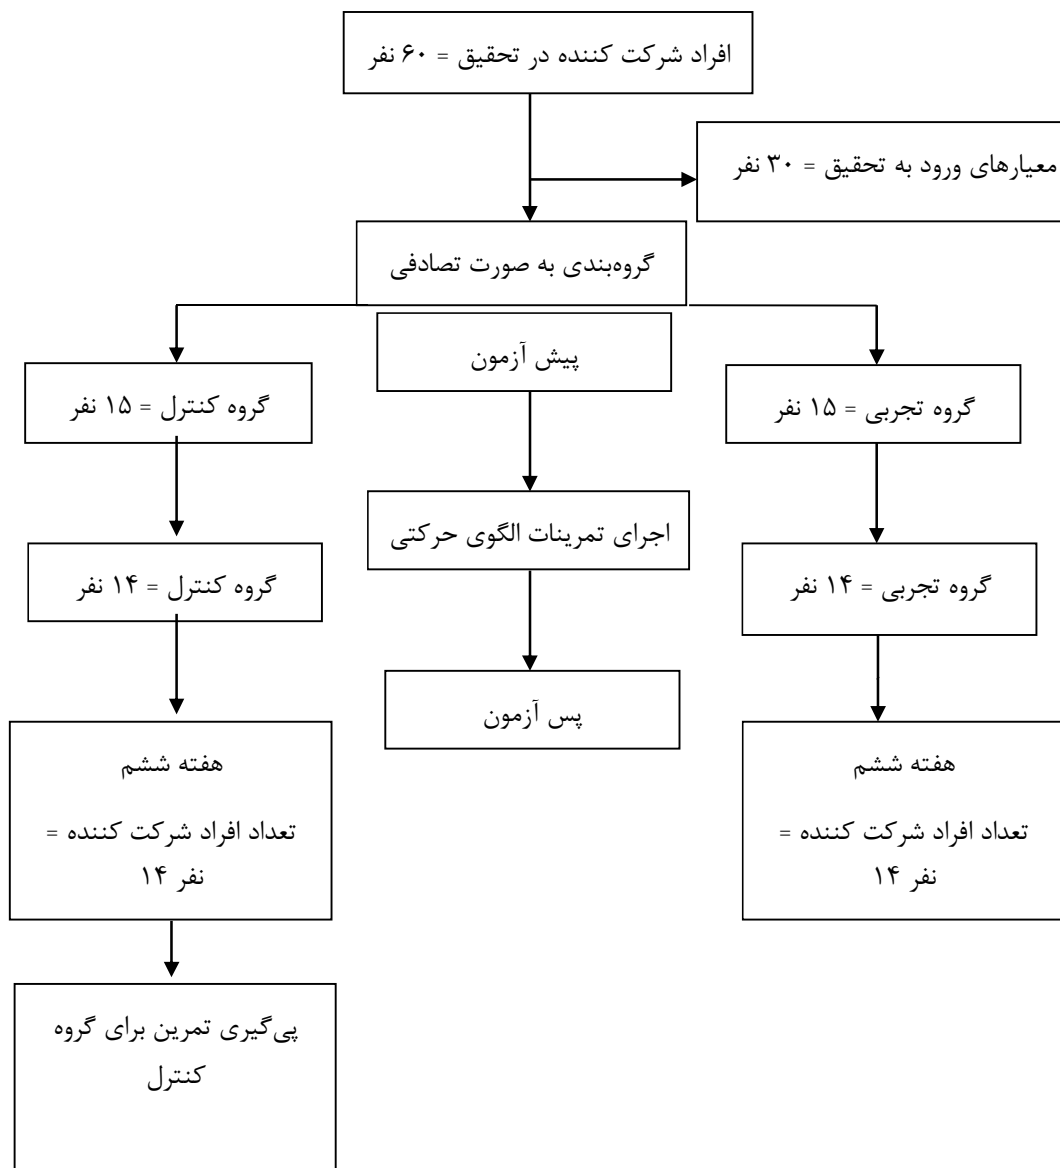 افراد شرکت کننده در تحقیق = ۶۰ نفر
معیارهای ورود به تحقیق = ۳۰ نفر
گروه‌بندی به صورت تصادفی
پیش آزمون
گروه کنترل = ۱۵ نفر
گروه تجربی = ۱۵ نفر
اجرای تمرینات الگوی حرکتی
گروه کنترل = ۱۴ نفر
گروه تجربی = ۱۴ نفر
پس آزمون
هفته ششم
تعداد افراد شرکت کننده =
نفر ۱۴
هفته ششم
تعداد افراد شرکت کننده =
نفر ۱۴
پی‌گیری تمرین برای گروه
کنترل